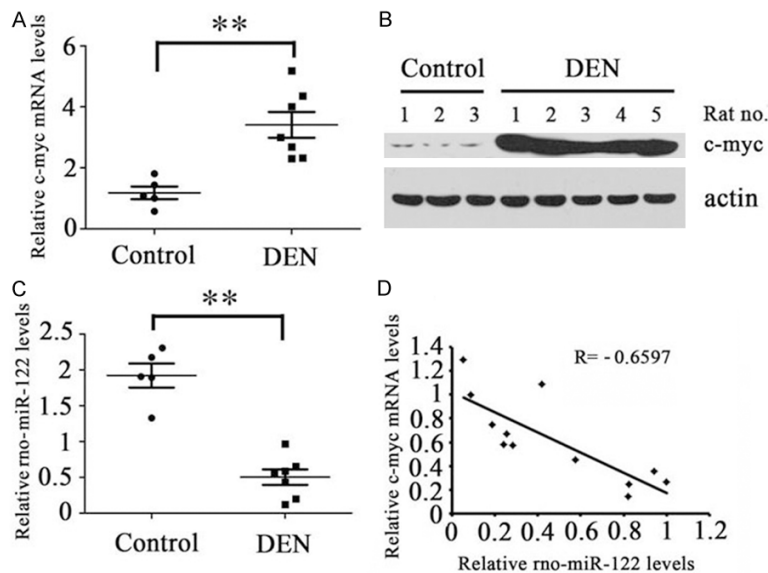 A
**
Relative c-myc mRNA levels
6
4
2
0
Control DEN
B
Control DEN
1 2 3 1 2 3 4 5 Rat no.
c-myc
actin
C
**
Relative rno-miR-122 levels
2.5
2
1.5
1
0.5
0
Control DEN
D
Relative c-myc mRNA levels
1.4
1.2
1
0.8
0.6
0.4
0.2
0
R= -0.6597
0 0.2 0.4 0.6 0.8 1 1.2
Relative rno-miR-122 levels